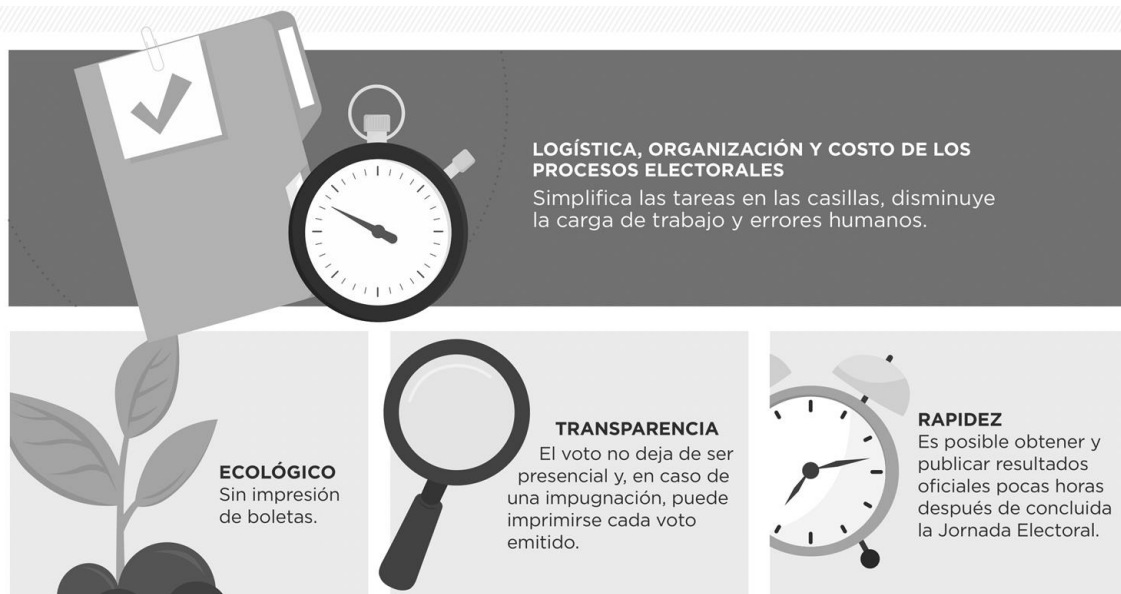 LOGÍSTICA, ORGANIZACIÓN Y COSTO DE LOS
PROCESOS ELECTORALES
Simplifica las tareas en las casillas, disminuye
la carga de trabajo y errores humanos.
ECOLÓGICO
Sin impresión
de boletas.
TRANSPARENCIA
El voto no deja de ser
presencial y, en caso de
una impugnación, puede
imprimirse cada voto
emitido.
RAPIDEZ
Es posible obtener y
publicar resultados
oficiales pocas horas
después de concluida
la Jornada Electoral.